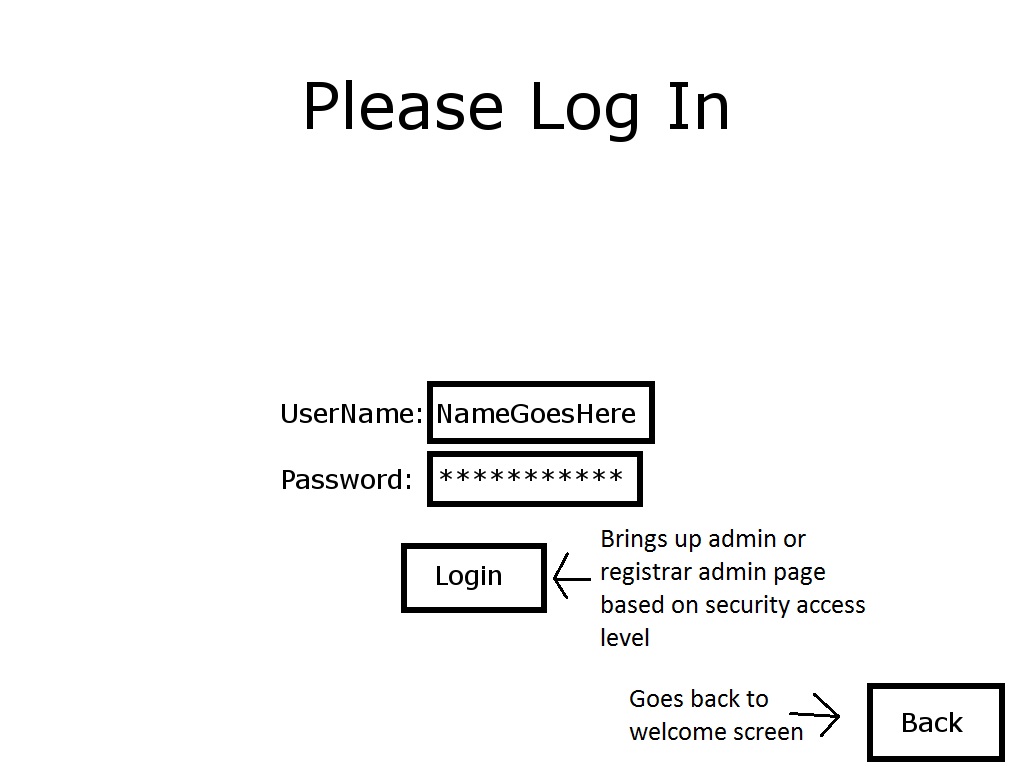 Please Log In
UserName: NameGoesHere
Password: ***********
Login
Brings up admin or
registrar admin page
based on security access
level
Goes back to
welcome screen
Back